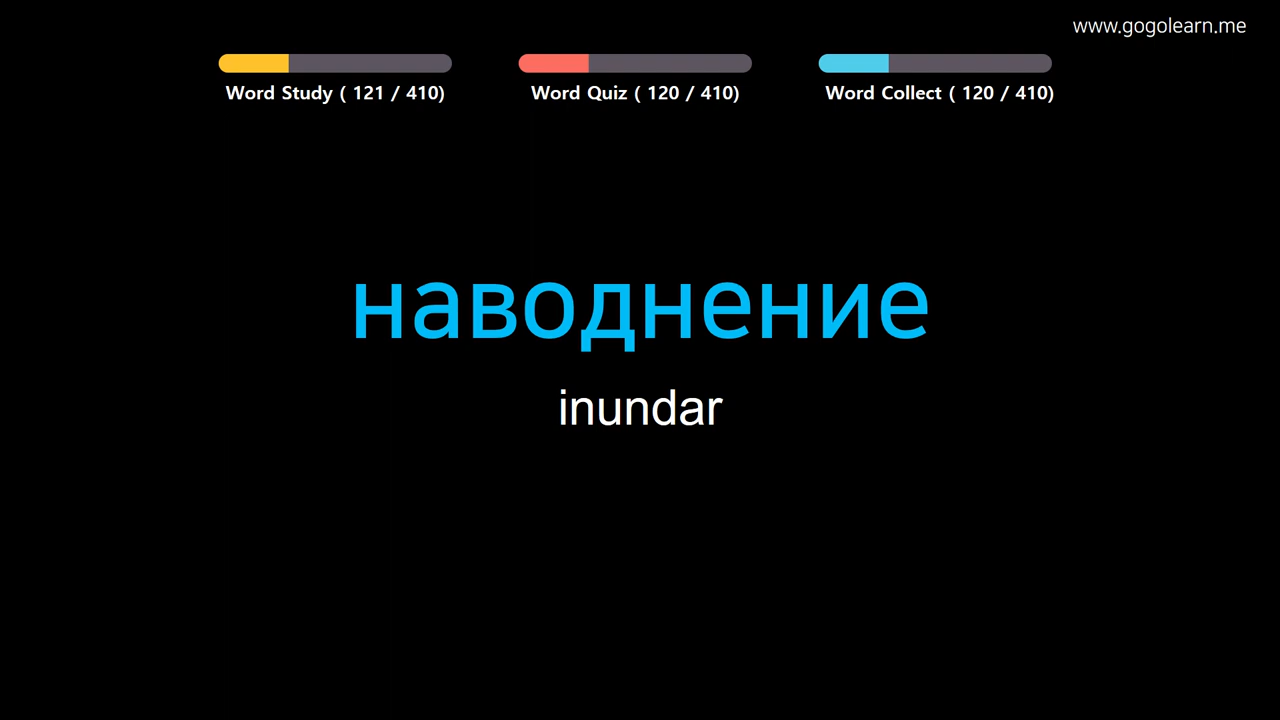 www.gogolearn.me
Word Study ( 121 / 410)
Word Quiz ( 120 / 410)
Word Collect ( 120 / 410)
наводнение
inundar